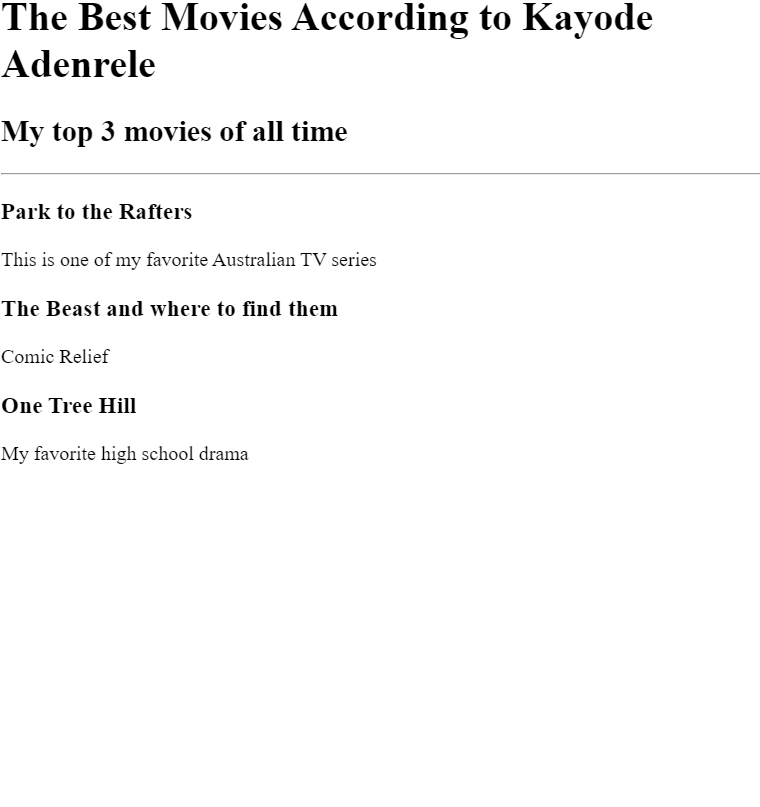 The Best Movies According to Kayode
Adenrele
My top 3 movies of all time
Park to the Rafters
This is one of my favorite Australian TV series
The Beast and where to find them
Comic Relief
One Tree Hill
My favorite high school drama